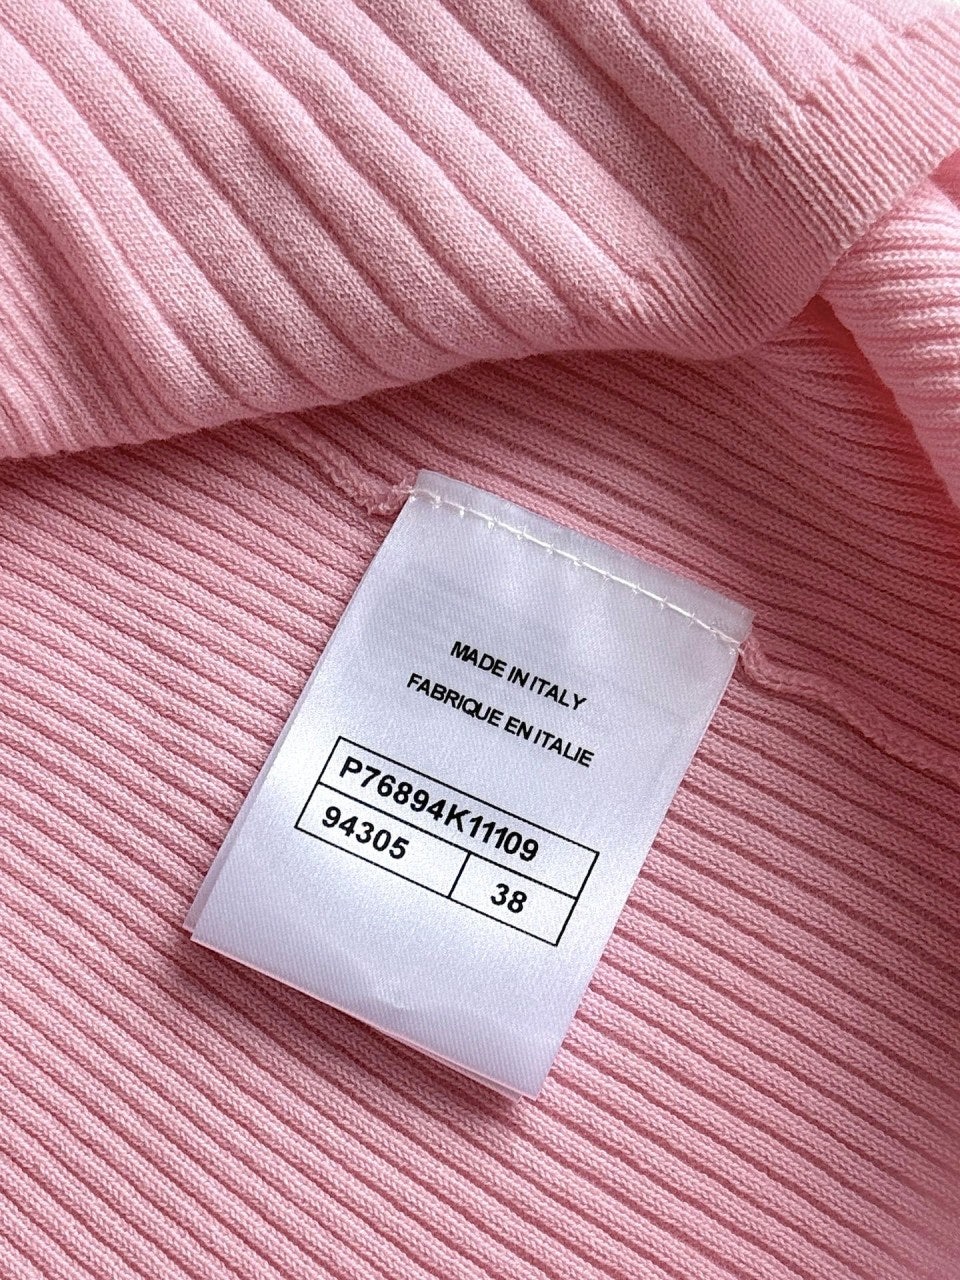 MADE IN ITALY
FABRIQUE EN ITALIE
P76894K11109
94305
38